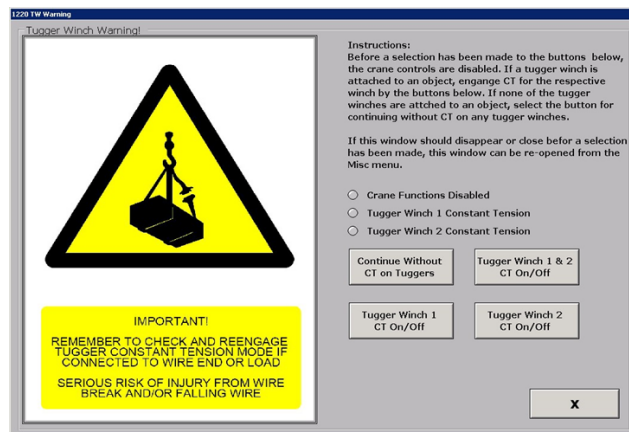 1220 TW Warning
Tugger Winch Warning!
IMPORTANT!
REMEMBER TO CHECK AND REENGAGE
TUGGER CONSTANT TENSION MODE IF
CONNECTED TO WIRE END OR LOAD
SERIOUS RISK OF INJURY FROM WIRE
BREAK AND/OR FALLING WIRE
Instructions:
Before a selection has been made to the buttons below,
the crane controls are disabled. If a tugger winch is
attached to an object, engange CT for the respective
winch by the buttons below. If none of the tugger
winches are attched to an object, select the button for
continuing without CT on any tugger winches.
If this window should disappear or close befor a selection
has been made, this window can be re-opened from the
Misc menu.
Crane Functions Disabled
Tugger Winch 1 Constant Tension
Tugger Winch 2 Constant Tension
Continue Without
CT on Tuggers
Tugger Winch 1 & 2
CT On/Off
Tugger Winch 1
CT On/Off
Tugger Winch 2
CT On/Off
X